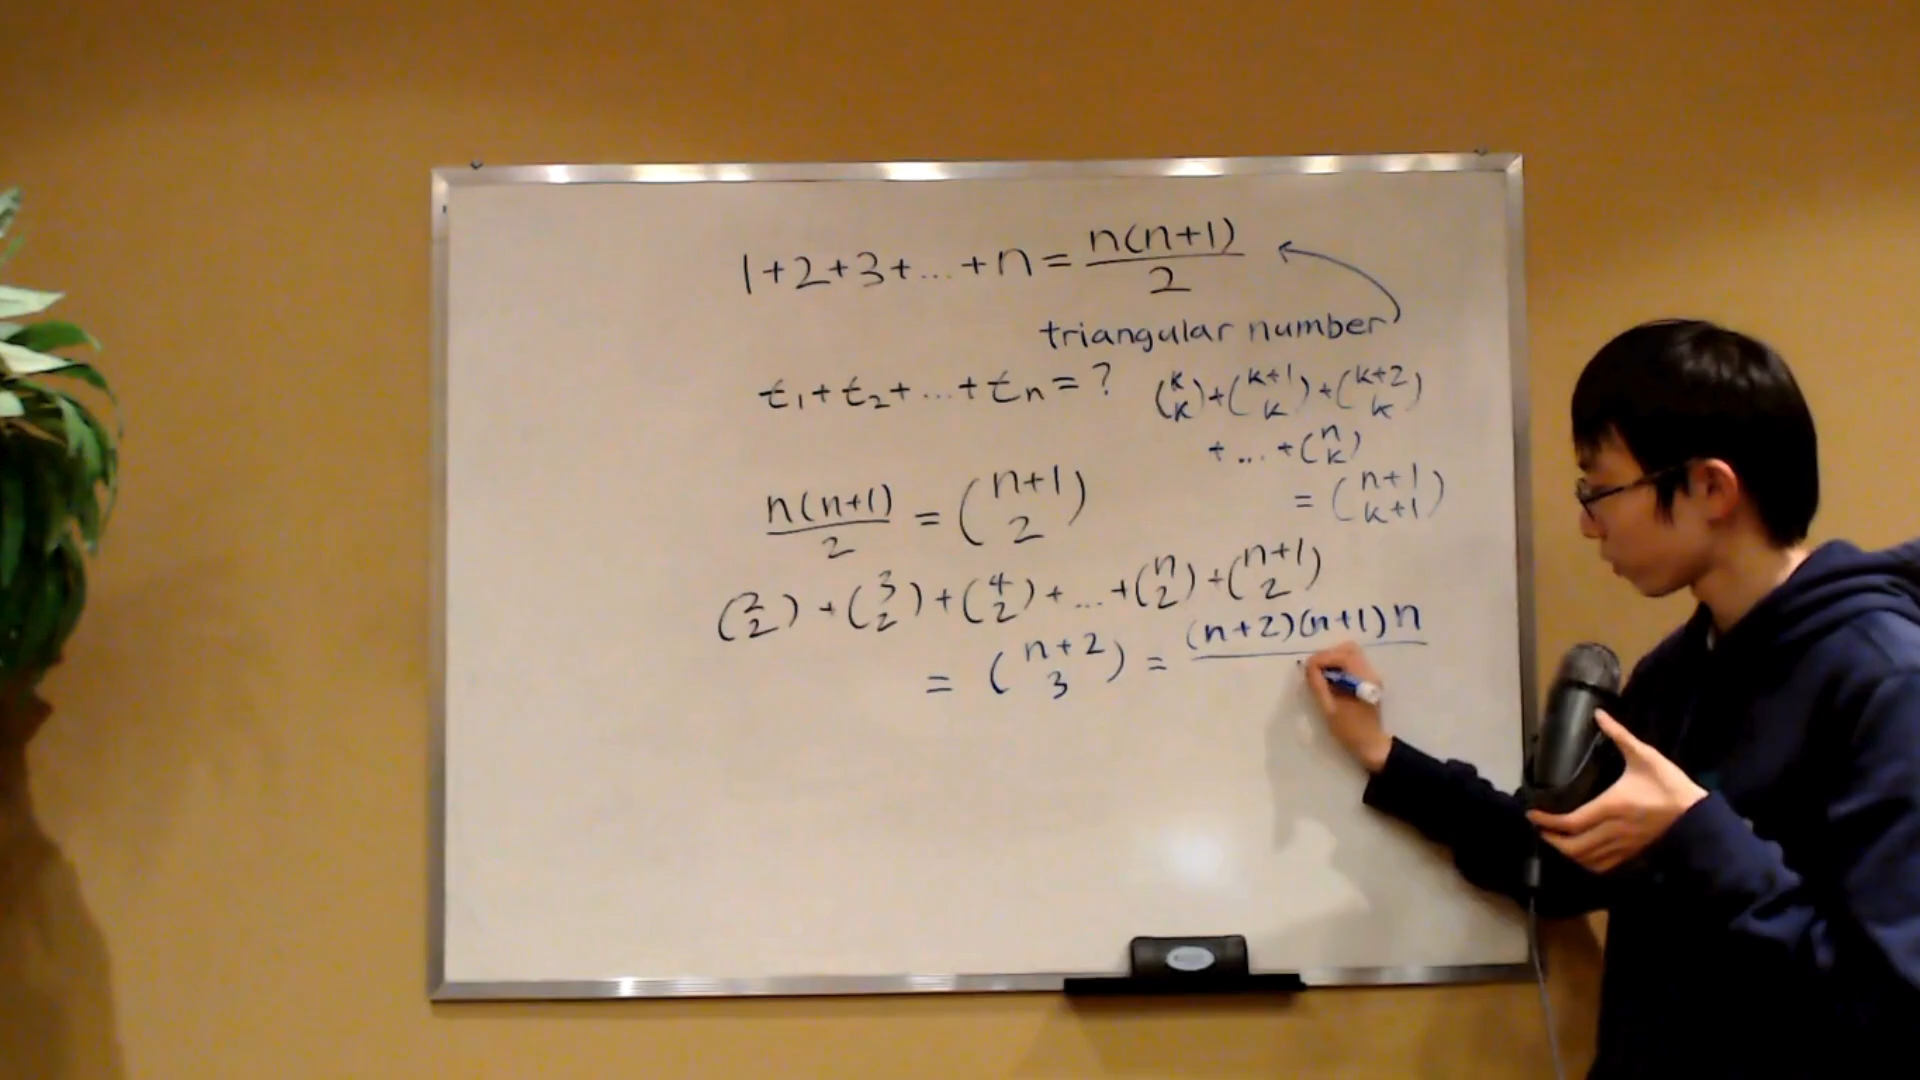 1+2+3+...+n = n(n+1)/2
triangular number
t₁+t₂+...+tₙ = ?
(k k)+(k+1 k)+(k+2 k)
+...+(n k)
= (n+1 k+1)
n(n+1)/2 = (n+1 2)
(2 2)+(3 2)+(4 2)+...+(n 2)+(n+1 2)
= (n+2 3) = (n+2)(n+1)n